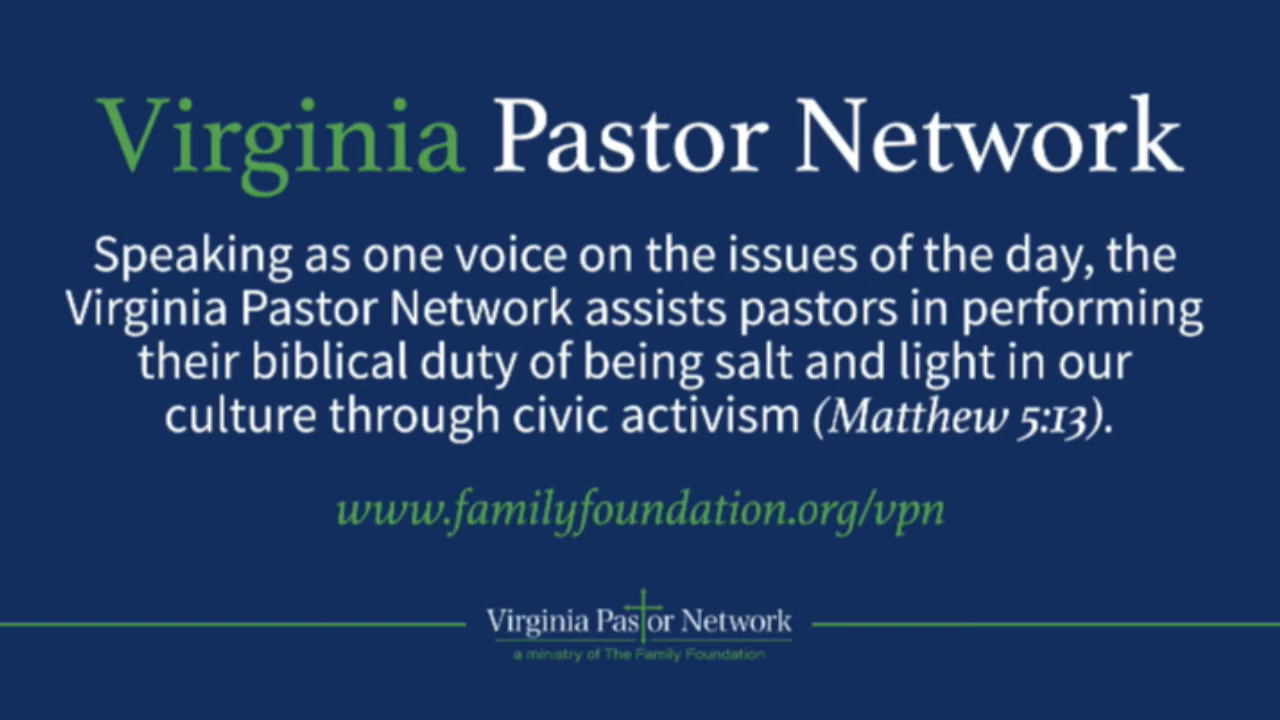 Virginia Pastor Network
Speaking as one voice on the issues of the day, the
Virginia Pastor Network assists pastors in performing
their biblical duty of being salt and light in our
culture through civic activism (Matthew 5:13).
www.familyfoundation.org/vpn
Virginia Pastor Network
a ministry of The Family Foundation